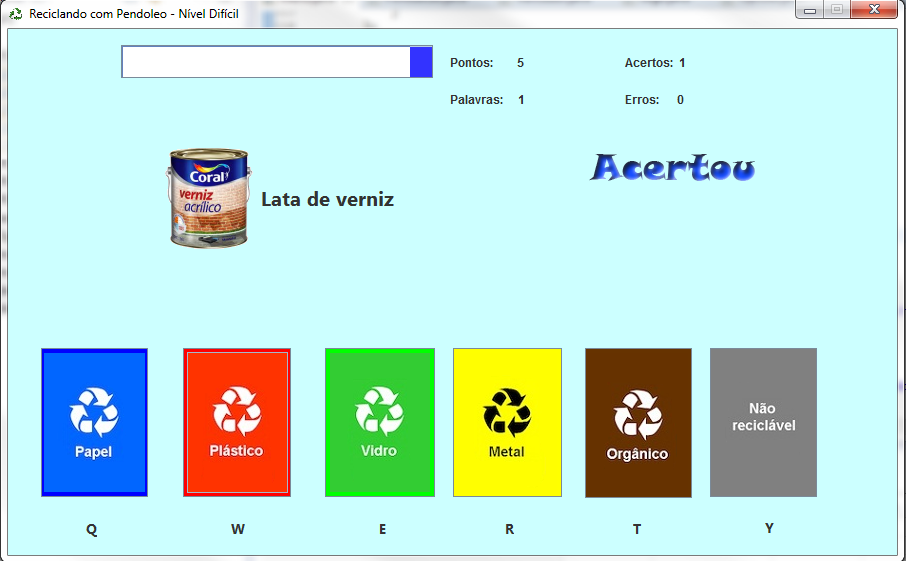 Reciclando com Pendoleo - Nível Difícil
Pontos: 5 Acertos: 1
Palavras: 1 Erros: 0
Acertou
Coral
verniz
acrílico
Lata de verniz
Papel
Plástico
Vidro
Metal
Orgânico
Não
reciclável
Q W E R T Y